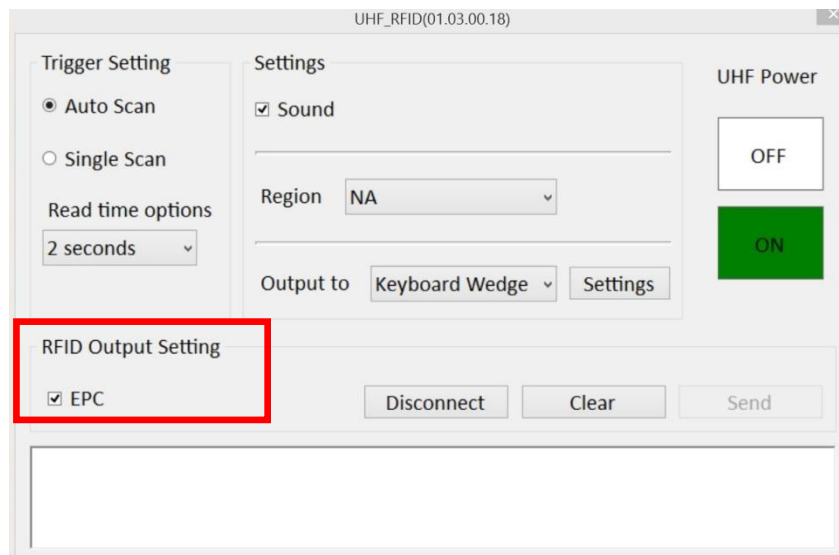 UHF_RFID(01.03.00.18)
Trigger Setting
Auto Scan
Single Scan
Read time options
2 seconds
Settings
Sound
Region NA
Output to Keyboard Wedge Settings
UHF Power
OFF
ON
RFID Output Setting
EPC
Disconnect Clear Send